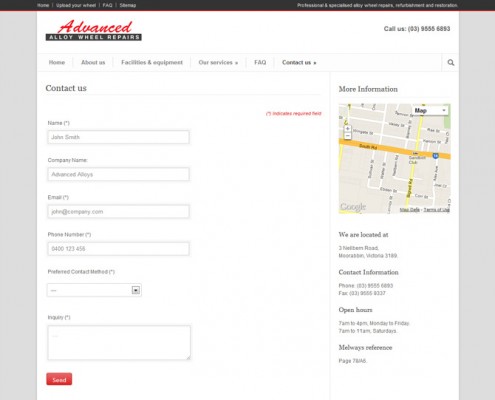 Home | Upload your wheel | FAQ | Sitemap
Professional & specialised alloy wheel repairs, refurbishment and restoration.
Advanced
ALLOY WHEEL REPAIRS
Call us: (03) 9555 6893
Home
About us
Facilities & equipment
Our services »
FAQ
Contact us »
Contact us
(*) indicates required field
Name (*)
John Smith
Company Name:
Advanced Alloys
Email (*)
john@company.com
Phone Number (*)
0400 123 456
Preferred Contact Method (*)
---
Inquiry (*)
...
Send
More Information
Map
South Rd
Google
Map Data - Terms of Use
We are located at
3 Nellbern Road,
Moorabbin, Victoria 3189.
Contact Information
Phone: (03) 9555 6893
Fax: (03) 9555 9337
Open hours
7am to 4pm, Monday to Friday.
7am to 11am, Saturdays.
Melways reference
Page 78/A6.